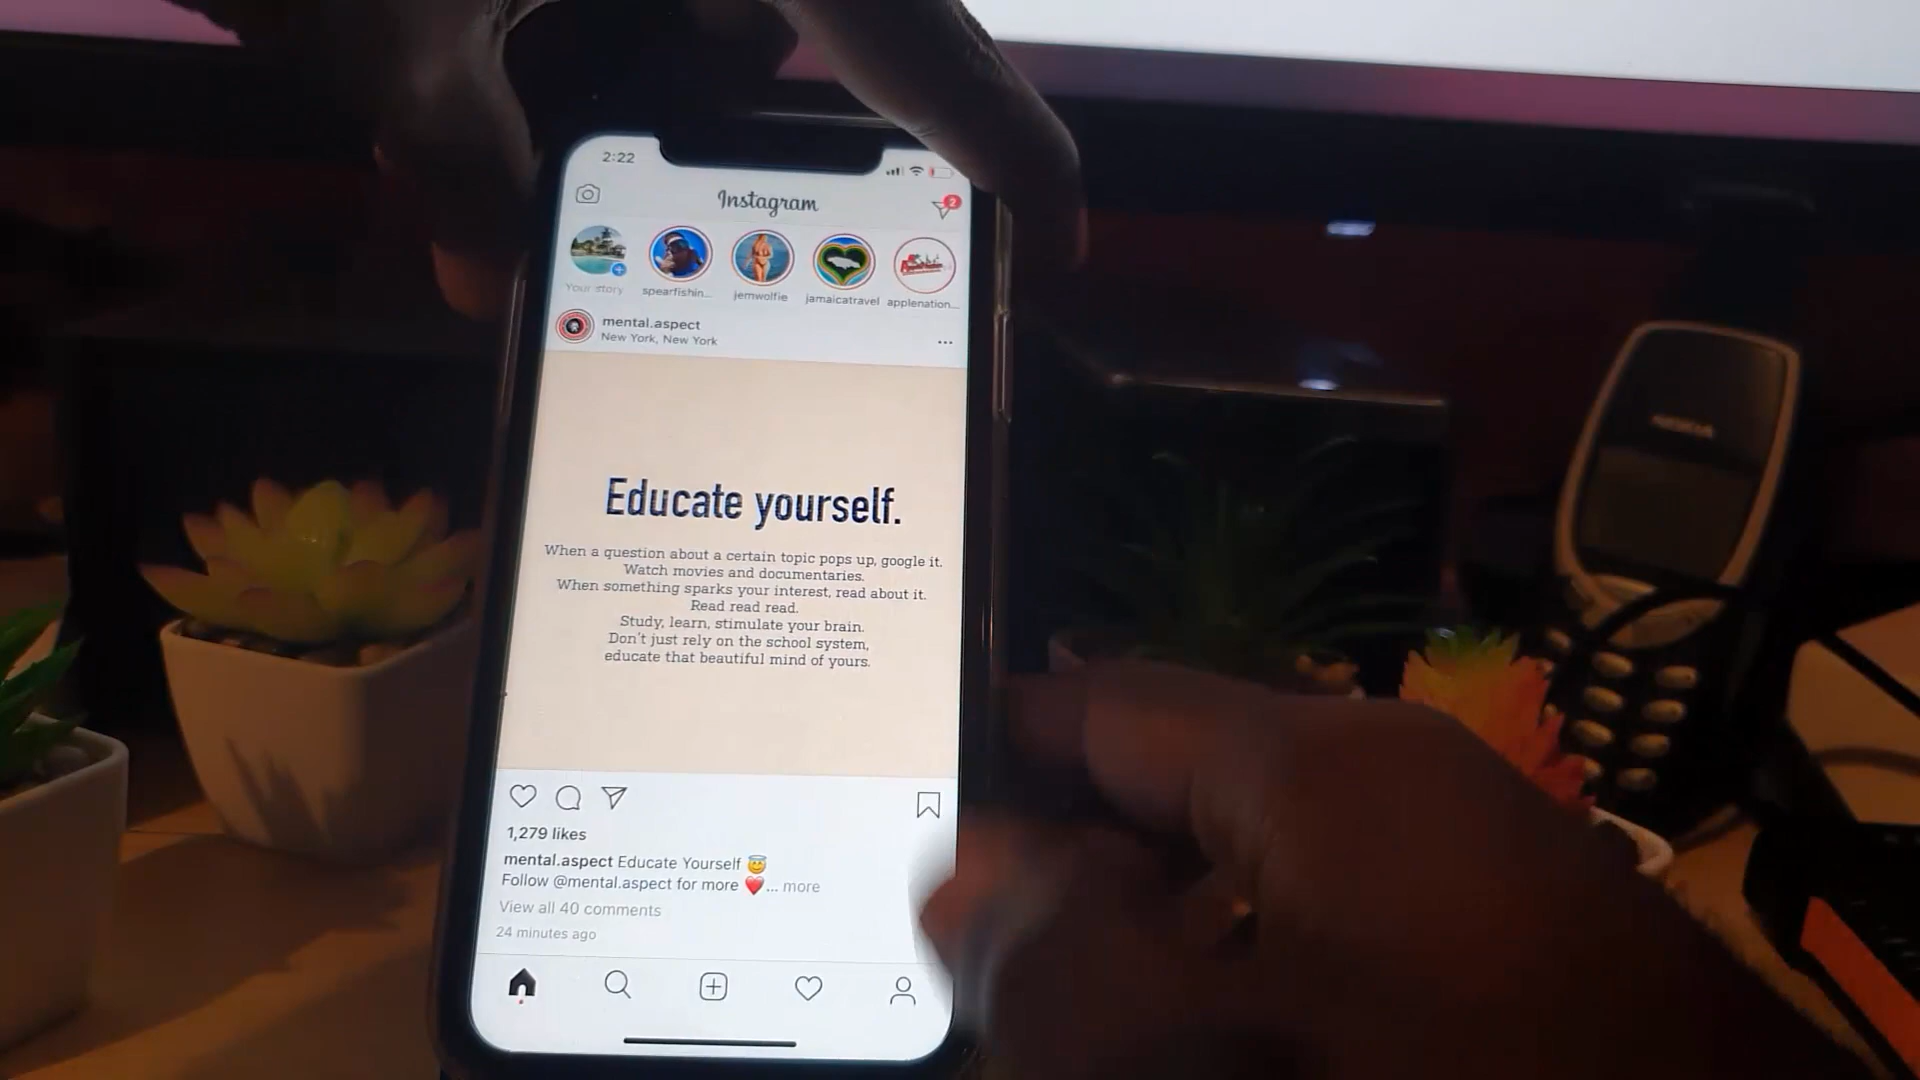 2:22
Instagram
2
Your story
spearfishin...
jemwolfie
jamaicatravel
applenation...
mental.aspect
New York, New York
Educate yourself.
When a question about a certain topic pops up, google it.
Watch movies and documentaries.
When something sparks your interest, read about it.
Read read read.
Study, learn, stimulate your brain.
Don't just rely on the school system,
educate that beautiful mind of yours.
1,279 likes
mental.aspect Educate Yourself 😇
Follow @mental.aspect for more ❤️... more
View all 40 comments
24 minutes ago
NOKIA